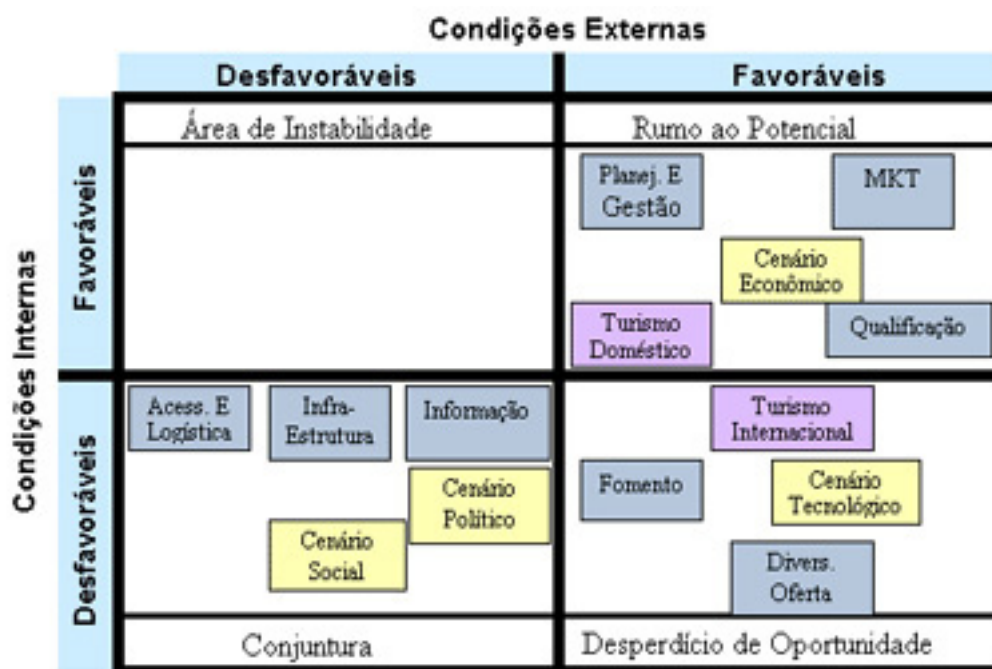 Condições Externas
Desfavoráveis
Favoráveis
Condições Internas
Favoráveis
Área de Instabilidade
Rumo ao Potencial
Planej. E
Gestão
MKT
Cenário
Econômico
Turismo
Doméstico
Qualificação
Desfavoráveis
Acess. E
Logística
Infra-
Estrutura
Informação
Cenário
Político
Cenário
Social
Turismo
Internacional
Fomento
Cenário
Tecnológico
Divers.
Oferta
Conjuntura
Desperdício de Oportunidade